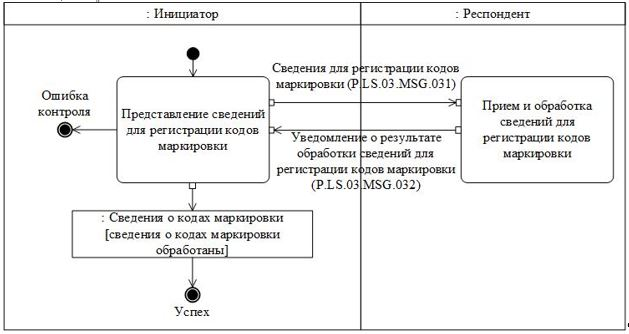 : Инициатор
: Респондент
Сведения для регистрации кодов
маркировки (P.LS.03.MSG.031)
Ошибка
контроля
Представление сведений
для регистрации кодов
маркировки
Прием и обработка
сведений для
регистрации кодов
маркировки
Уведомление о результате
обработки сведений для
регистрации кодов маркировки
(P.LS.03.MSG.032)
: Сведения о кодах маркировки
[сведения о кодах маркировки
обработаны]
Успех